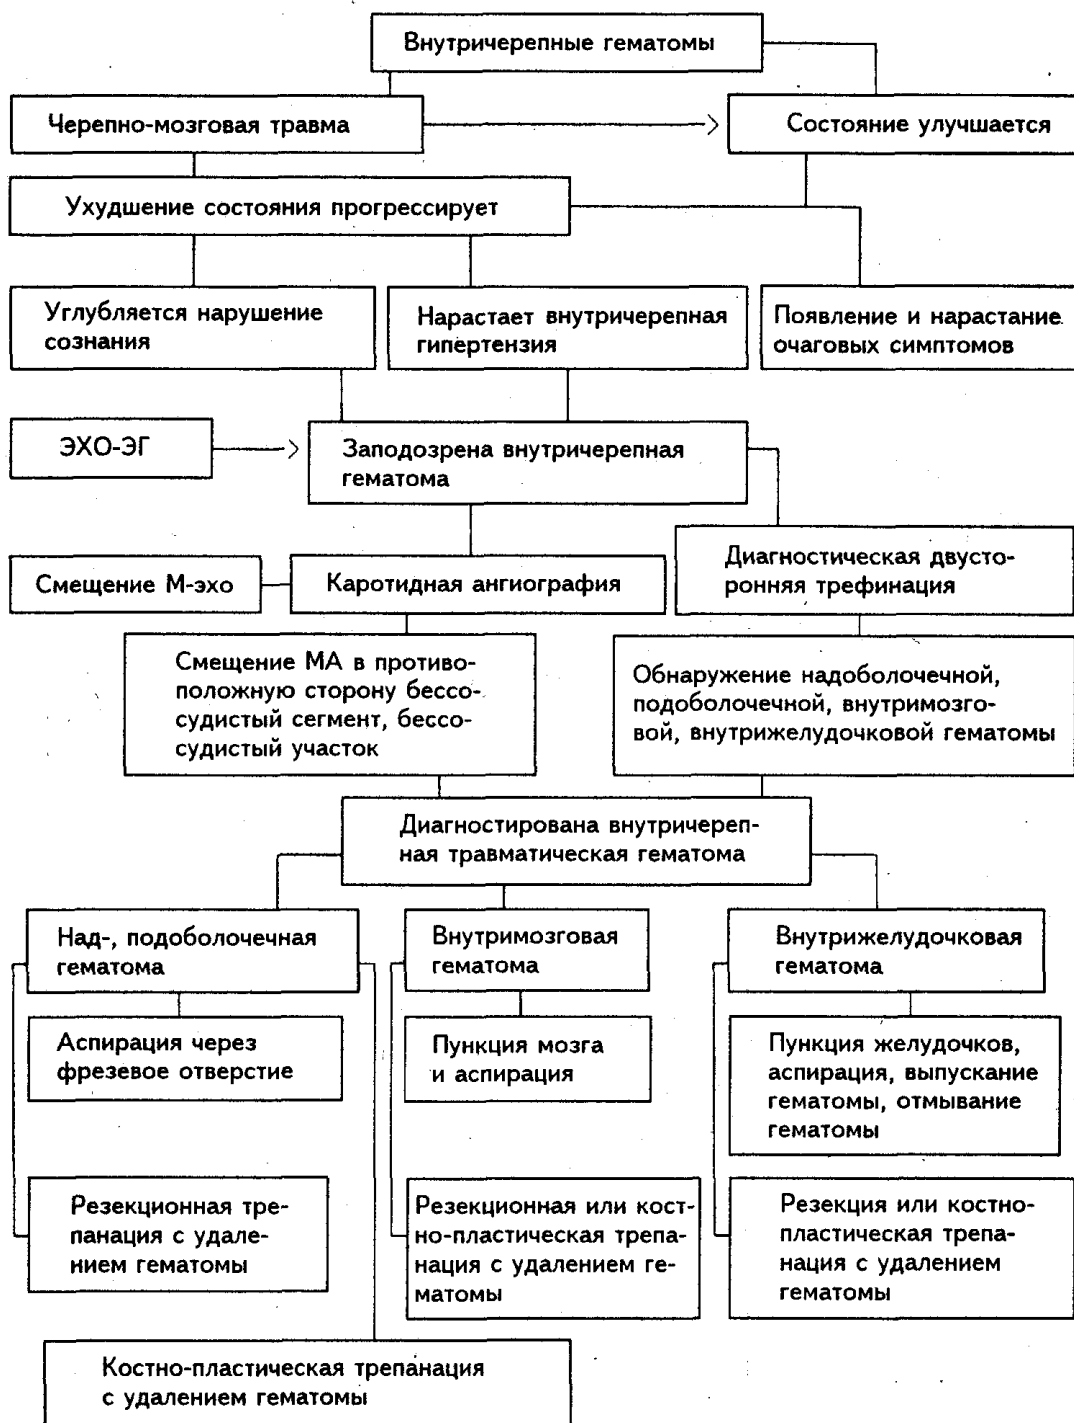 Внутричерепные гематомы
Черепно-мозговая травма
Состояние улучшается
Ухудшение состояния прогрессирует
Углубляется нарушение
сознания
Нарастает внутричерепная
гипертензия
Появление и нарастание
очаговых симптомов
ЭХО-ЭГ
Заподозрена внутричерепная
гематома
Смещение М-эхо
Каротидная ангиография
Диагностическая двусто-
ронняя трефинация
Смещение МА в противо-
положную сторону бессо-
судистый сегмент, бессо-
судистый участок
Обнаружение надоболочечной,
подоболочечной, внутримозго-
вой, внутрижелудочковой гематомы
Диагностирована внутричереп-
ная травматическая гематома
Над-, подоболочечная
гематома
Внутримозговая
гематома
Внутрижелудочковая
гематома
Аспирация через
фрезевое отверстие
Пункция мозга
и аспирация
Пункция желудочков,
аспирация, выпускание
гематомы, отмывание
гематомы
Резекционная тре-
панация с удале-
нием гематомы
Резекционная или кост-
но-пластическая трепа-
нация с удалением ге-
матомы
Резекция или костно-
пластическая трепа-
нация с удалением
гематомы
Костно-пластическая трепанация
с удалением гематомы